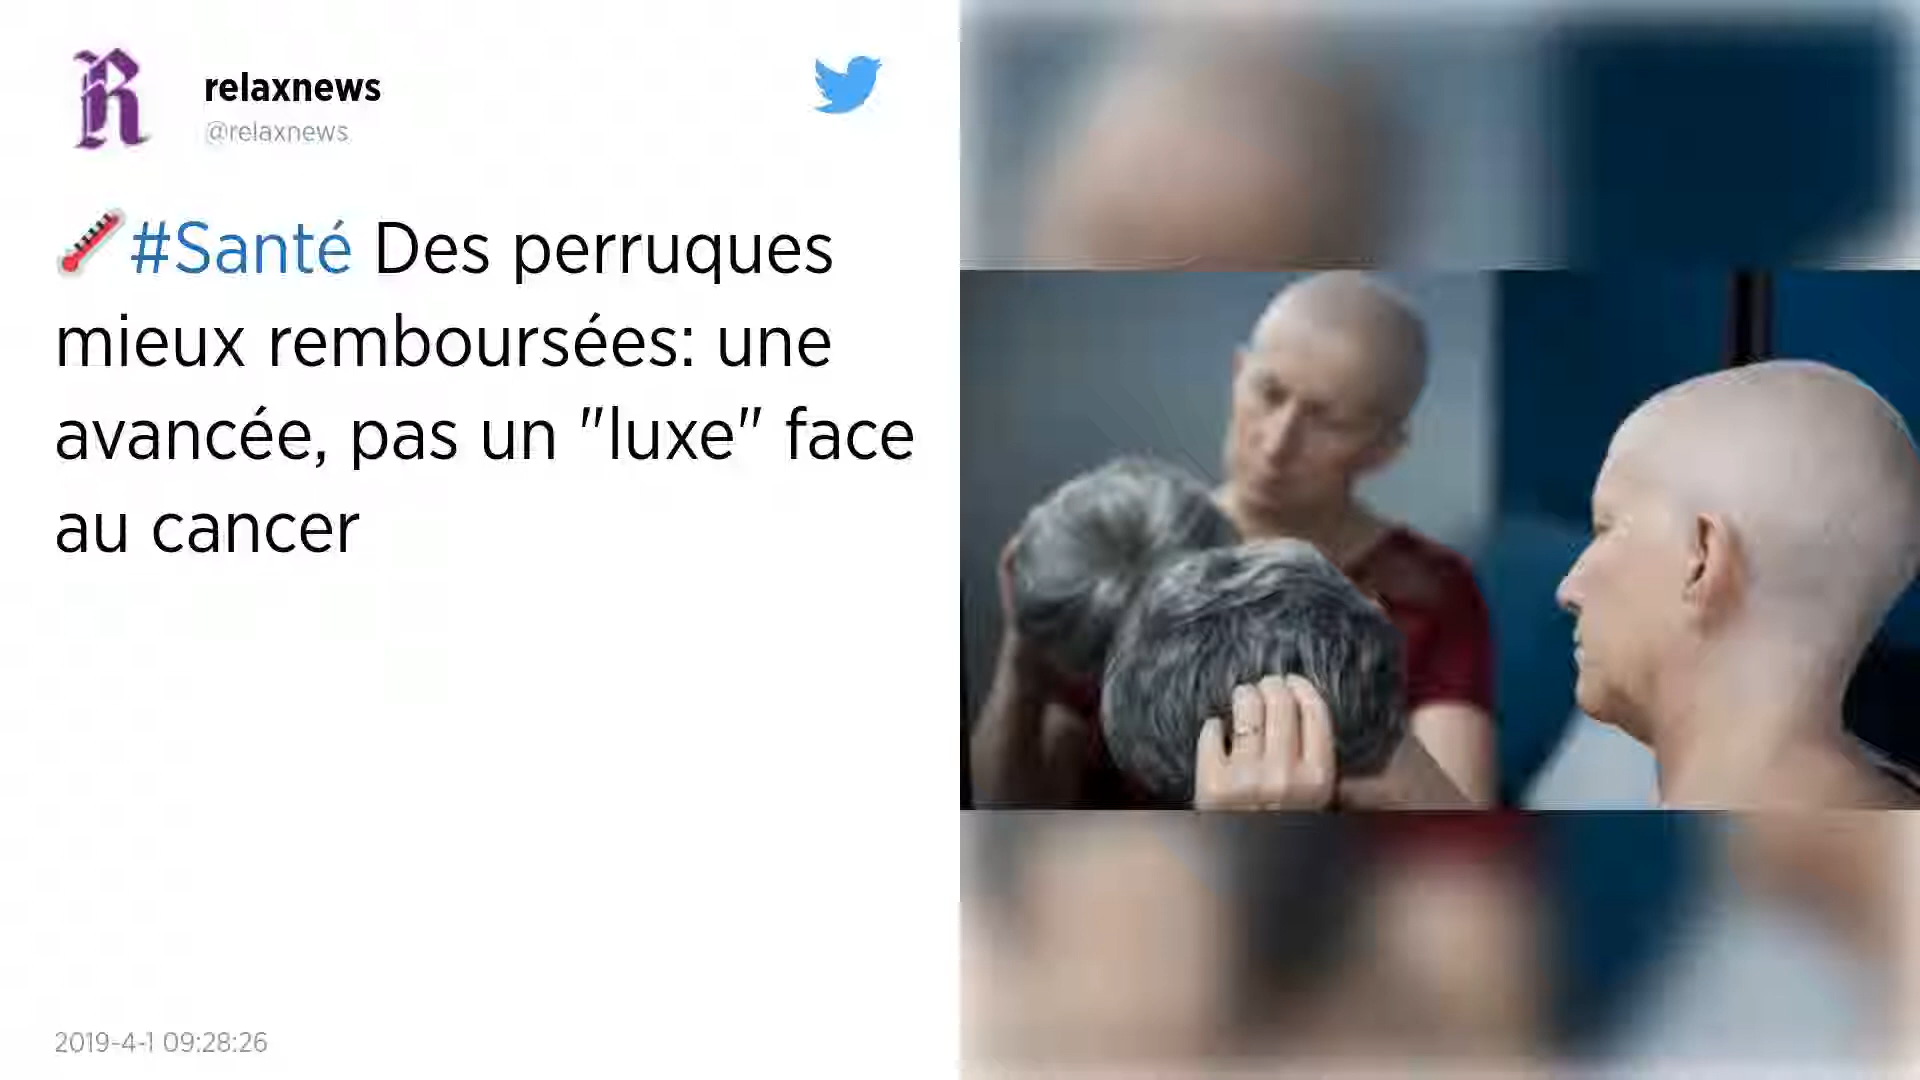 relaxnews
@relaxnews
#Santé Des perruques
mieux remboursées: une
avancée, pas un "luxe" face
au cancer
2019-4-1 09:28:26